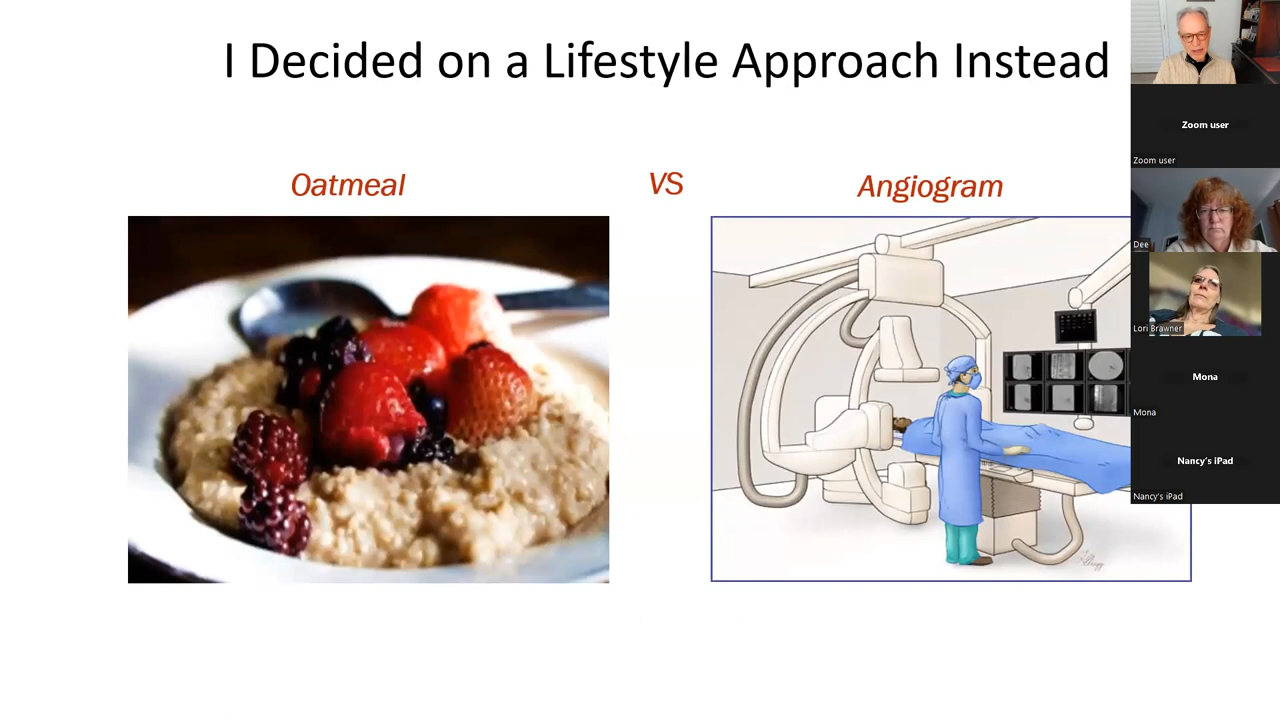 I Decided on a Lifestyle Approach Instead
Oatmeal
VS
Angiogram
Zoom user
Zoom user
Dee
Lori Brawner
Mona
Mona
Nancy's iPad
Nancy's iPad